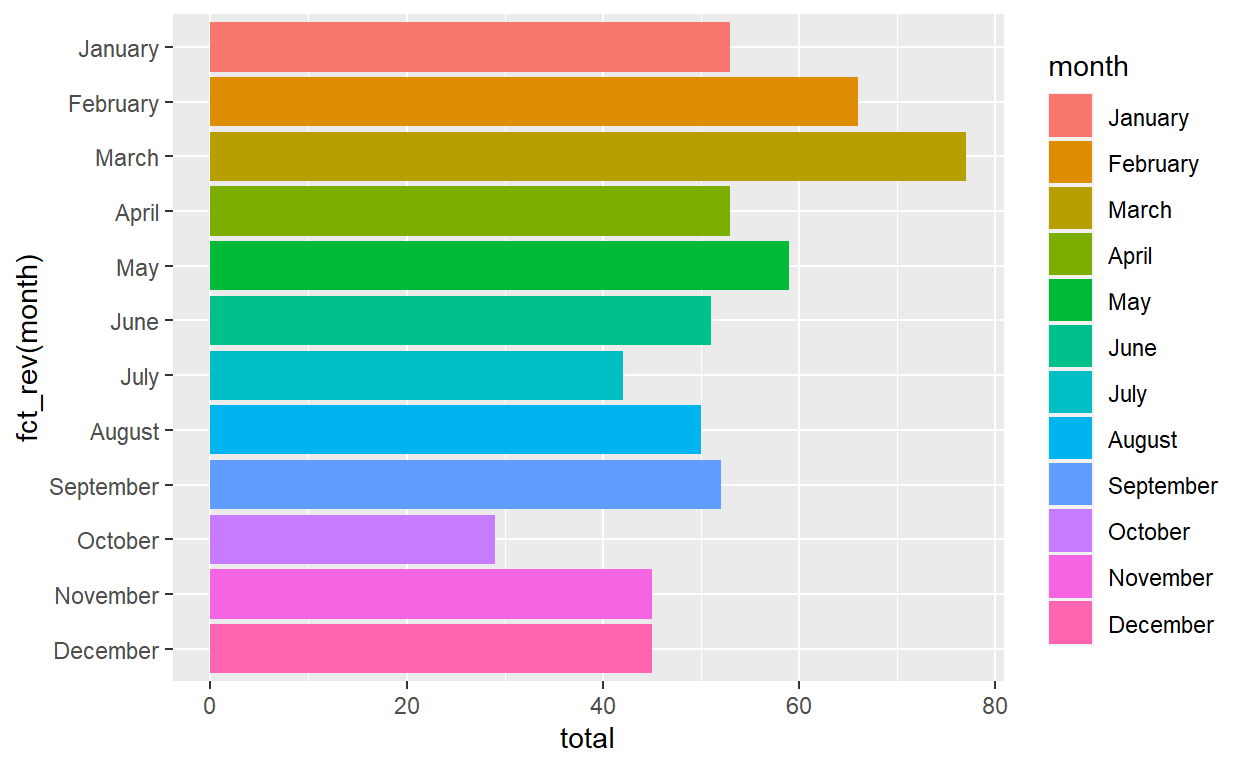 January
February
March
April
May
June
July
August
September
October
November
December
fct_rev(month)
0 20 40 60 80
total
month
January
February
March
April
May
June
July
August
September
October
November
December